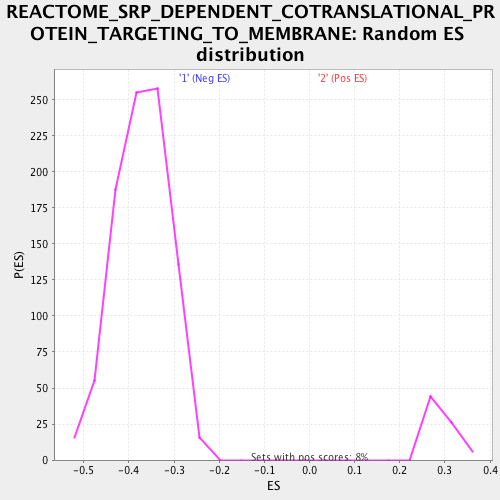 REACTOME_SRP_DEPENDENT_COTRANSLATIONAL_PR
OTEIN_TARGETING_TO_MEMBRANE: Random ES
distribution
'1' (Neg ES) '2' (Pos ES)
250
225
200
175
150
125
100
75
50
25
0
P(ES)
Sets with pos scores: 8%
-0.5 -0.4 -0.3 -0.2 -0.1 0.0 0.1 0.2 0.3 0.4
ES